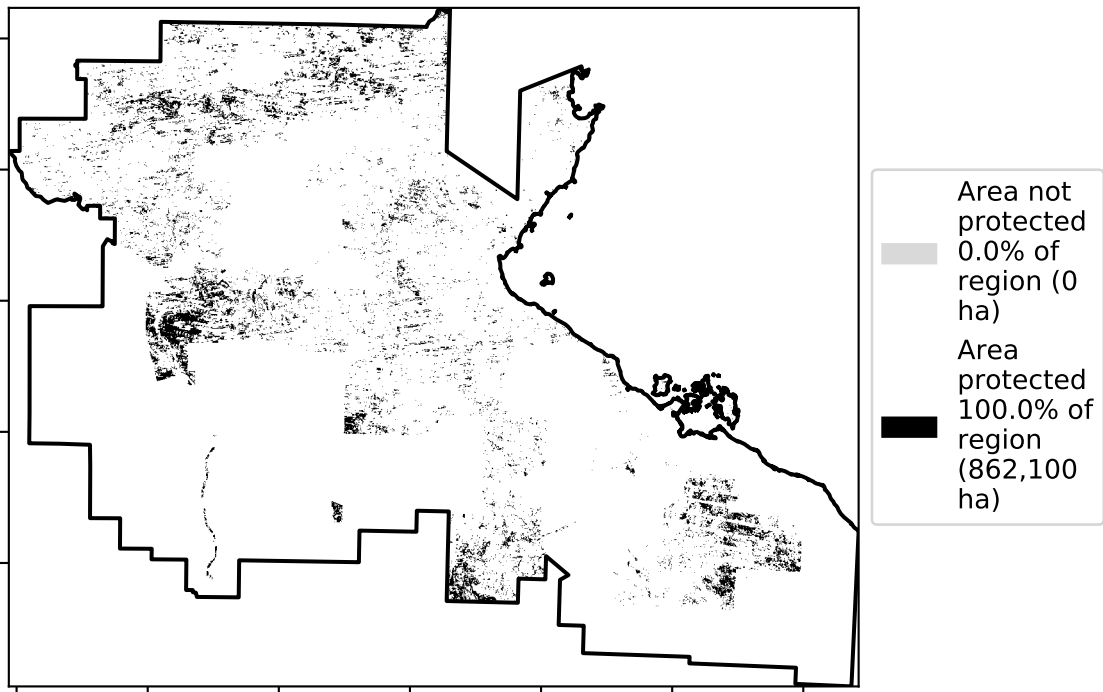 Area not
protected
0.0% of
region (0
ha)
Area
protected
100.0% of
region
(862,100
ha)